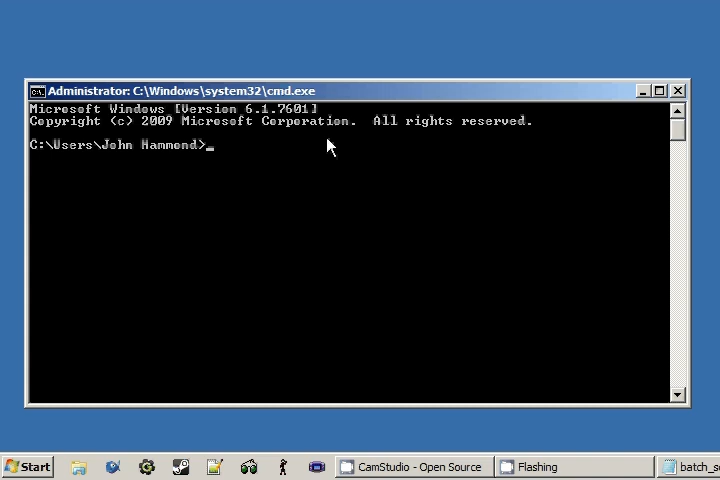 Administrator: C:\Windows\system32\cmd.exe
Microsoft Windows [Version 6.1.7601]
Copyright (c) 2009 Microsoft Corporation.  All rights reserved.
C:\Users\John Hammond>_
Start
CamStudio - Open Source
Flashing
batch_se